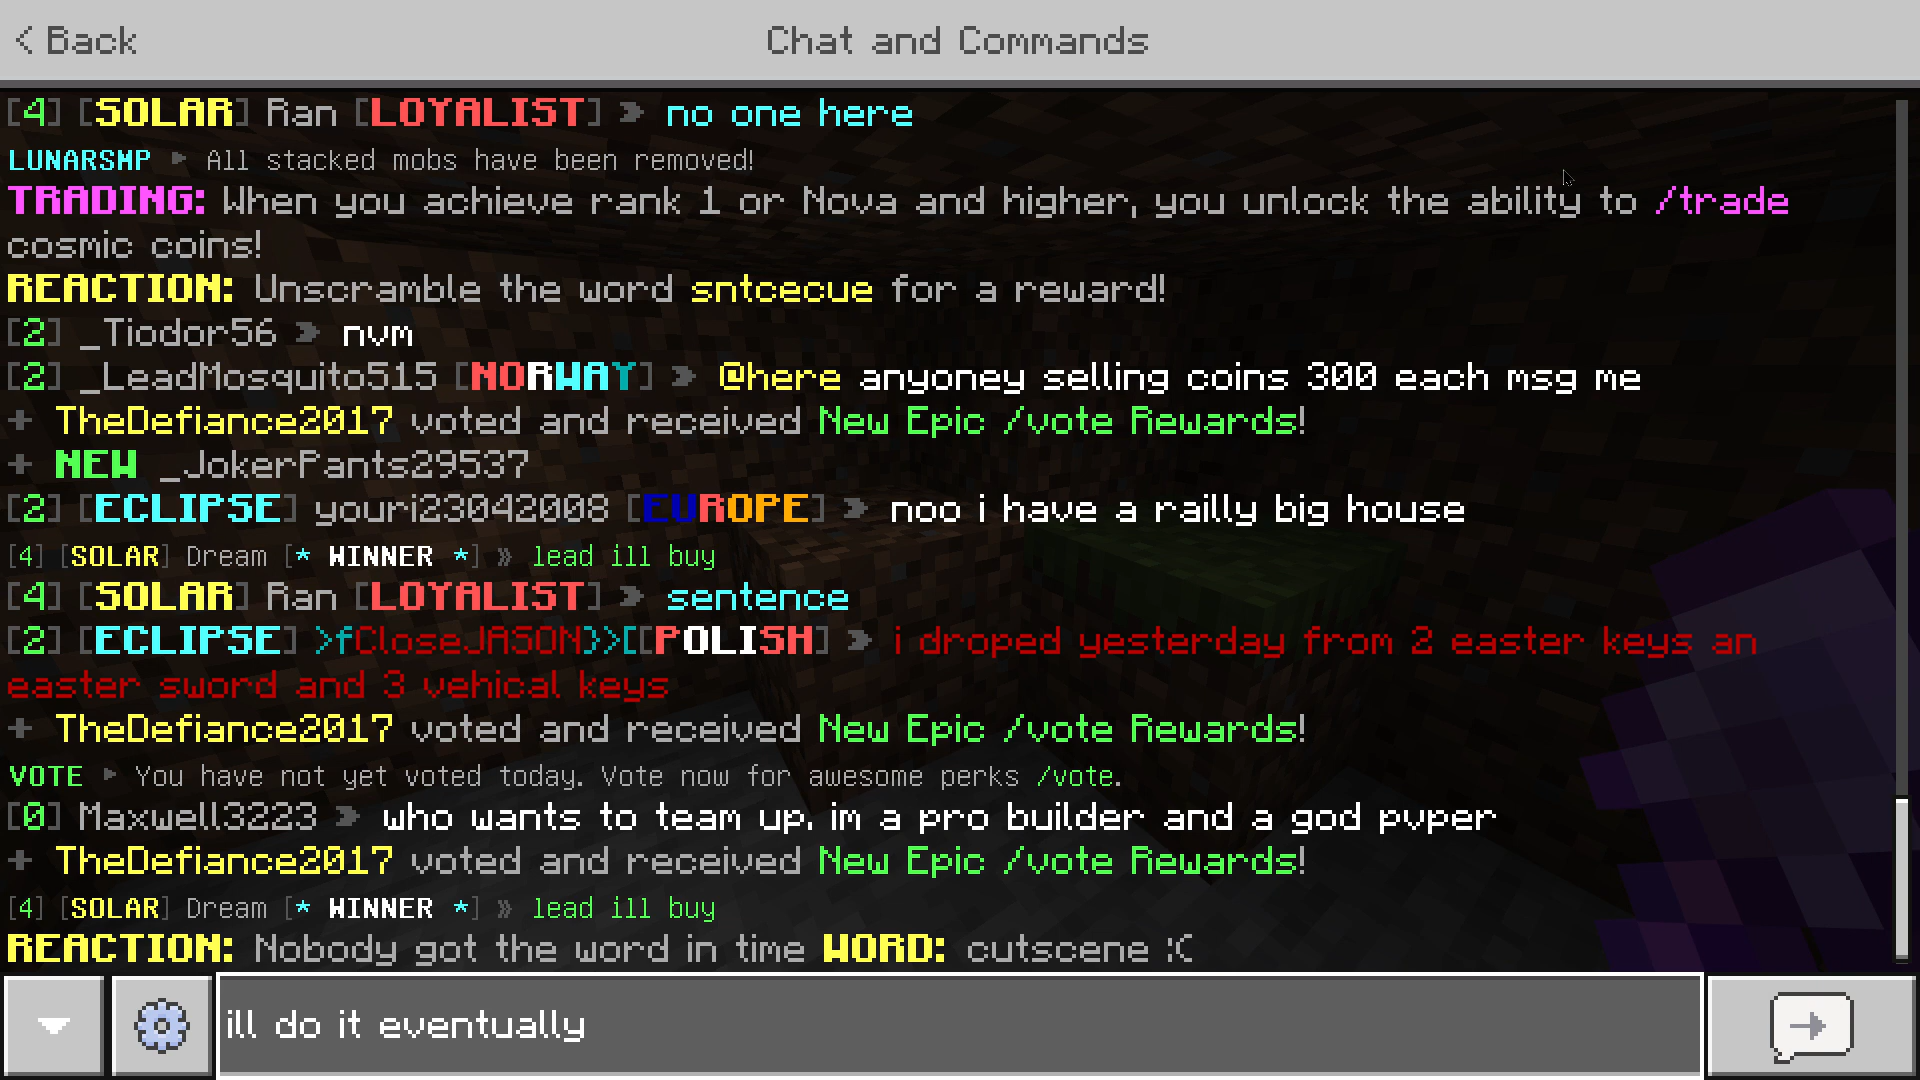 < Back
Chat and Commands
[4] [SOLAR] Ran [LOYALIST] » no one here
LUNARSMP ▸ All stacked mobs have been removed!
TRADING: When you achieve rank 1 or Nova and higher, you unlock the ability to /trade
cosmic coins!
REACTION: Unscramble the word sntcecue for a reward!
[2] _Tiodor56 » nvm
[2] _LeadMosquito515 [NORWAY] » @here anyoney selling coins 300 each msg me
+ TheDefiance2017 voted and received New Epic /vote Rewards!
+ NEW _JokerPants29537
[2] [ECLIPSE] youri23042008 [EUROPE] » noo i have a railly big house
[4] [SOLAR] Dream [* WINNER *] » lead ill buy
[4] [SOLAR] Ran [LOYALIST] » sentence
[2] [ECLIPSE] >fCloseJASON}>>[[POLISH] » i droped yesterday from 2 easter keys an
easter sword and 3 vehical keys
+ TheDefiance2017 voted and received New Epic /vote Rewards!
VOTE ▸ You have not yet voted today. Vote now for awesome perks /vote.
[0] Maxwell3223 » who wants to team up. im a pro builder and a god pvper
+ TheDefiance2017 voted and received New Epic /vote Rewards!
[4] [SOLAR] Dream [* WINNER *] » lead ill buy
REACTION: Nobody got the word in time WORD: cutscene :(
ill do it eventually